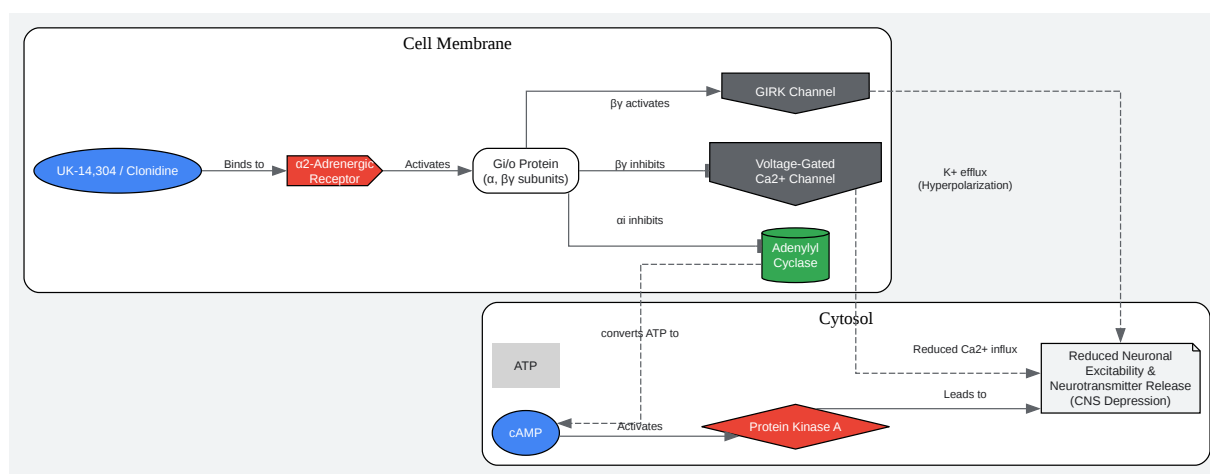 Cell Membrane
GIRK Channel
βγ activates
UK-14,304 / Clonidine
Binds to
α2-Adrenergic
Receptor
Activates
Gi/o Protein
(α, βγ subunits)
βγ inhibits
Voltage-Gated
Ca2+ Channel
K+ efflux
(Hyperpolarization)
αi inhibits
Adenylyl
Cyclase
Cytosol
converts ATP to
ATP
Reduced Ca2+ influx
Reduced Neuronal
Excitability &
Neurotransmitter Release
(CNS Depression)
Leads to
cAMP
Activates
Protein Kinase A